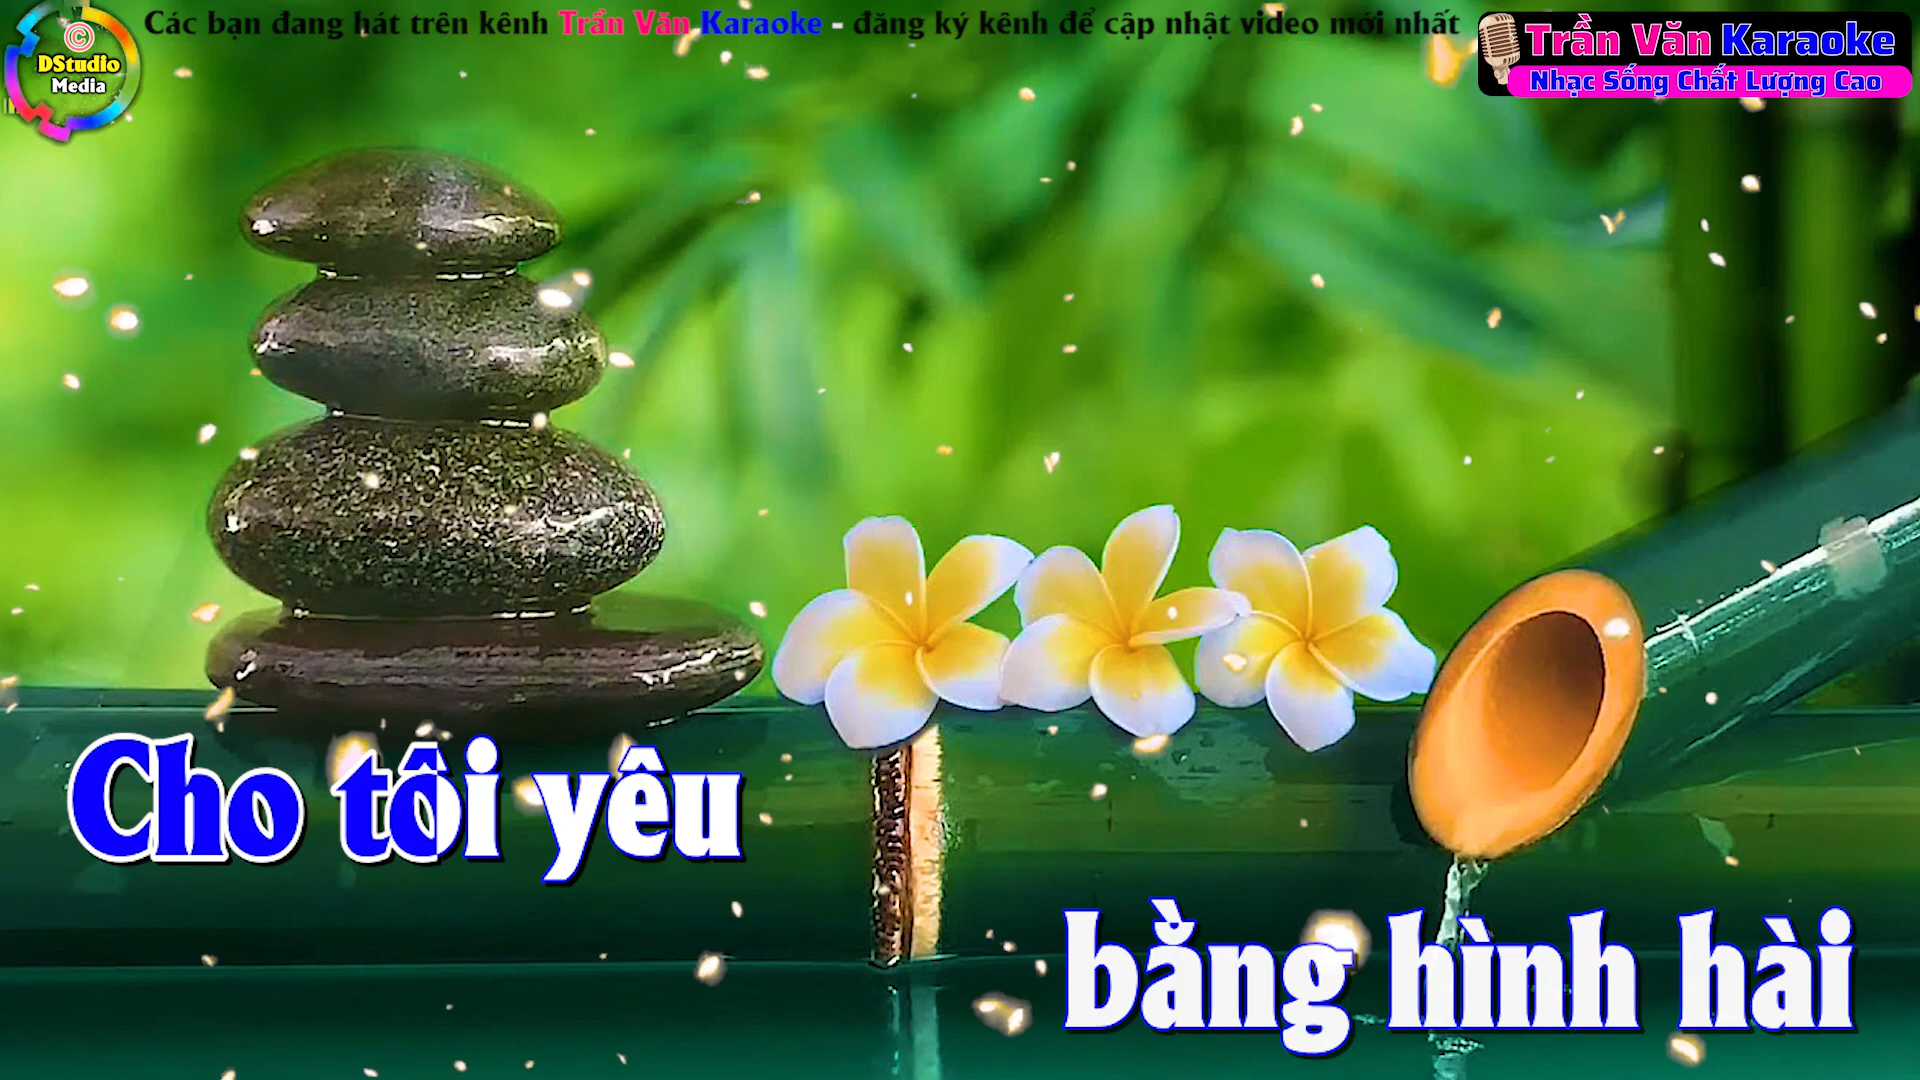 Các bạn đang hát trên kênh Trần Văn Karaoke - đăng ký kênh để cập nhật video mới nhất
©
DStudio
Media
Trần Văn Karaoke
Nhạc Sống Chất Lượng Cao
Cho tôi yêu
bằng hình hài